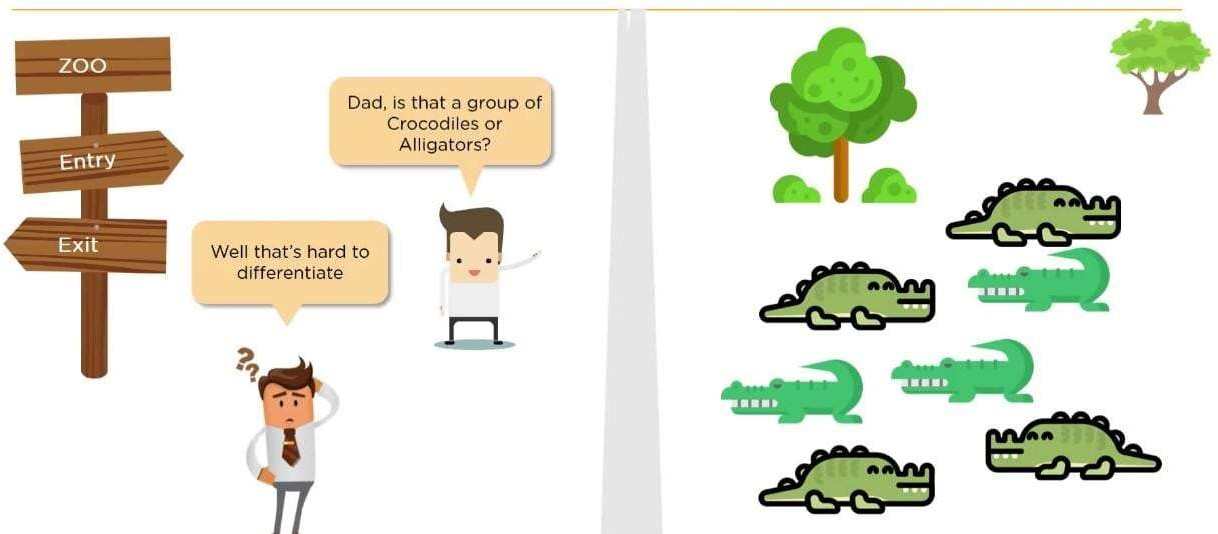 ZOO
Entry
Exit
Dad, is that a group of
Crocodiles or
Alligators?
Well that's hard to
differentiate
??